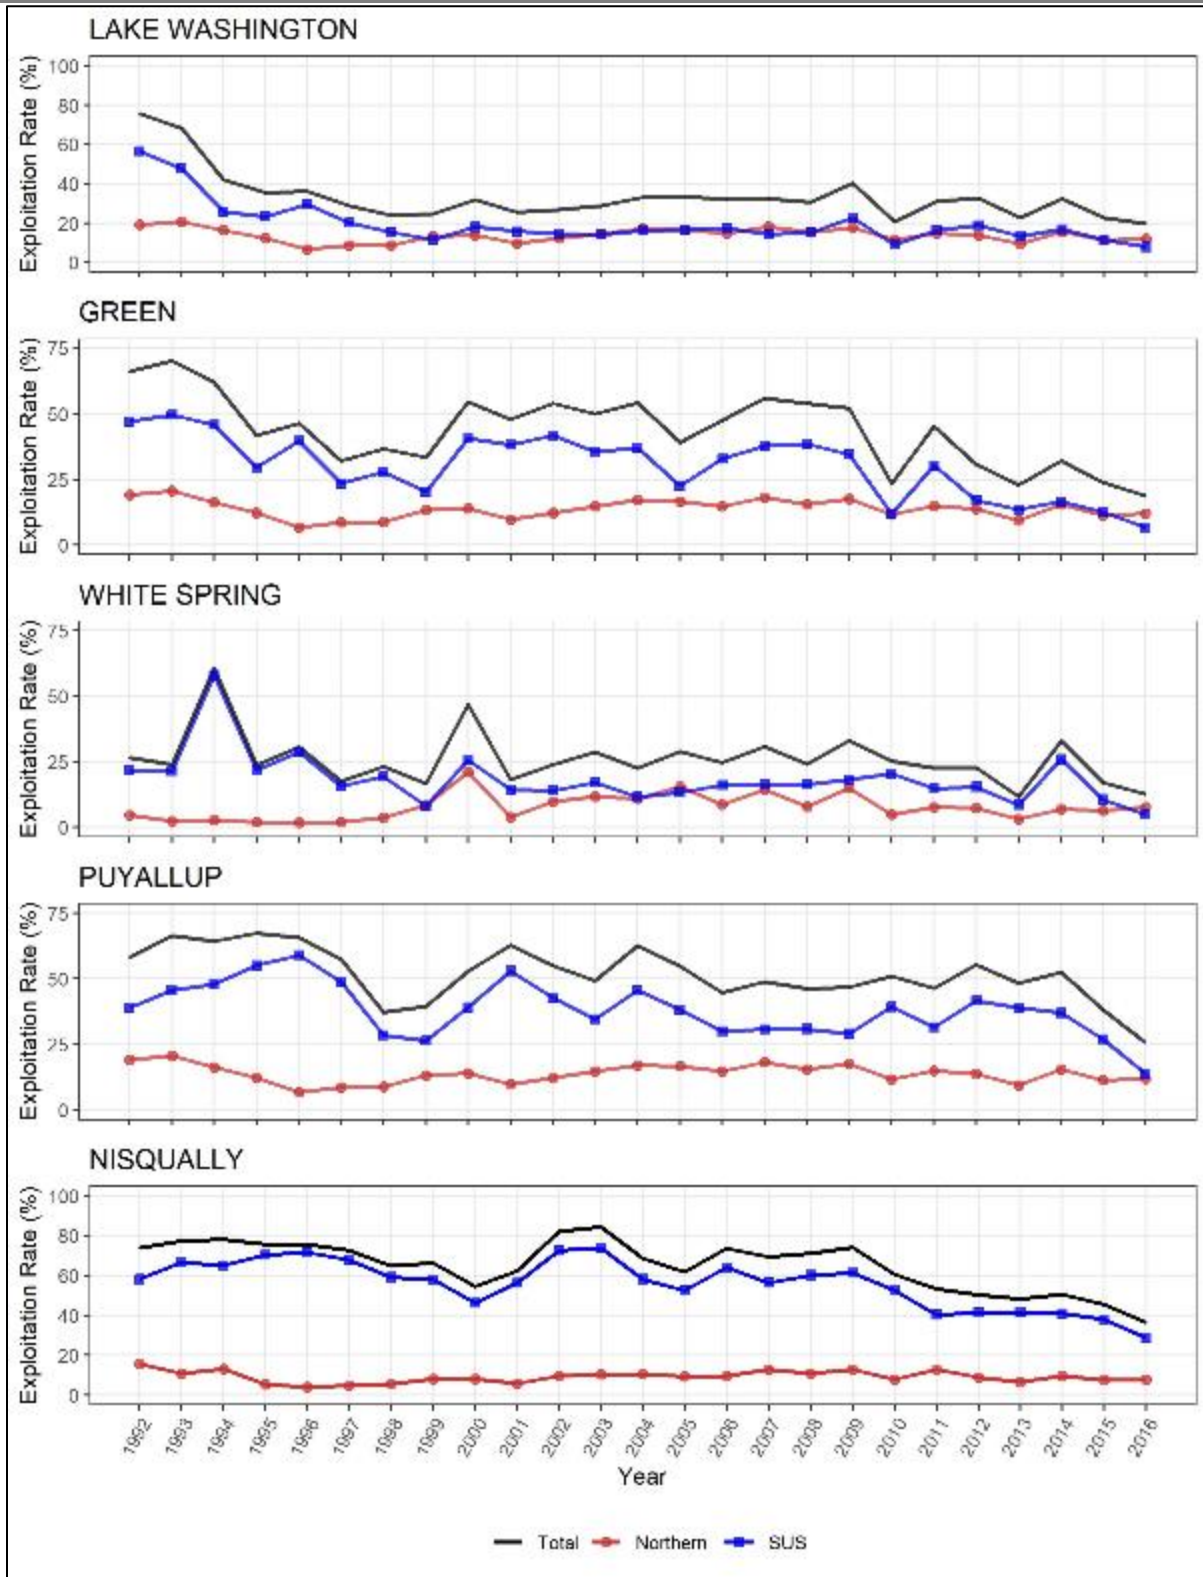 LAKE WASHINGTON
Exploitation Rate (%)
100
80
60
40
20
0
GREEN
Exploitation Rate (%)
75
50
25
0
WHITE SPRING
Exploitation Rate (%)
75
50
25
0
PUYALLUP
Exploitation Rate (%)
75
50
25
0
NISQUALLY
Exploitation Rate (%)
100
80
60
40
20
0
1992 1993 1994 1995 1996 1997 1998 1999 2000 2001 2002 2003 2004 2005 2006 2007 2008 2009 2010 2011 2012 2013 2014 2015 2016
Year
Total Northern SUS